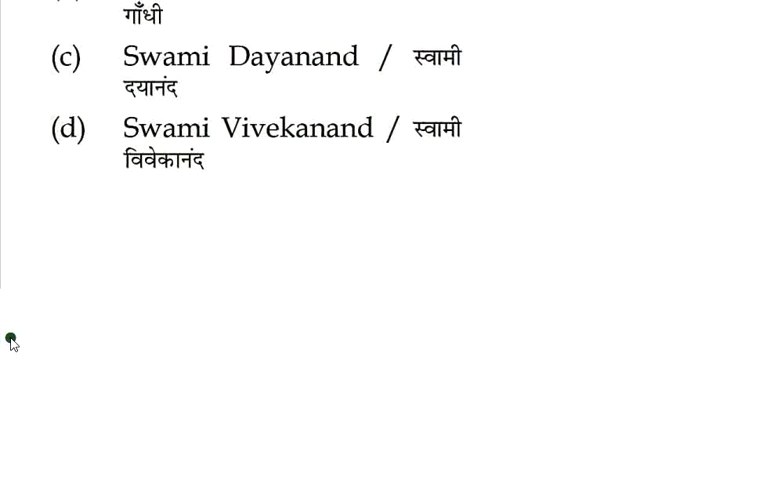 गाँधी
(c) Swami Dayanand / स्वामी
दयानंद
(d) Swami Vivekanand / स्वामी
विवेकानंद